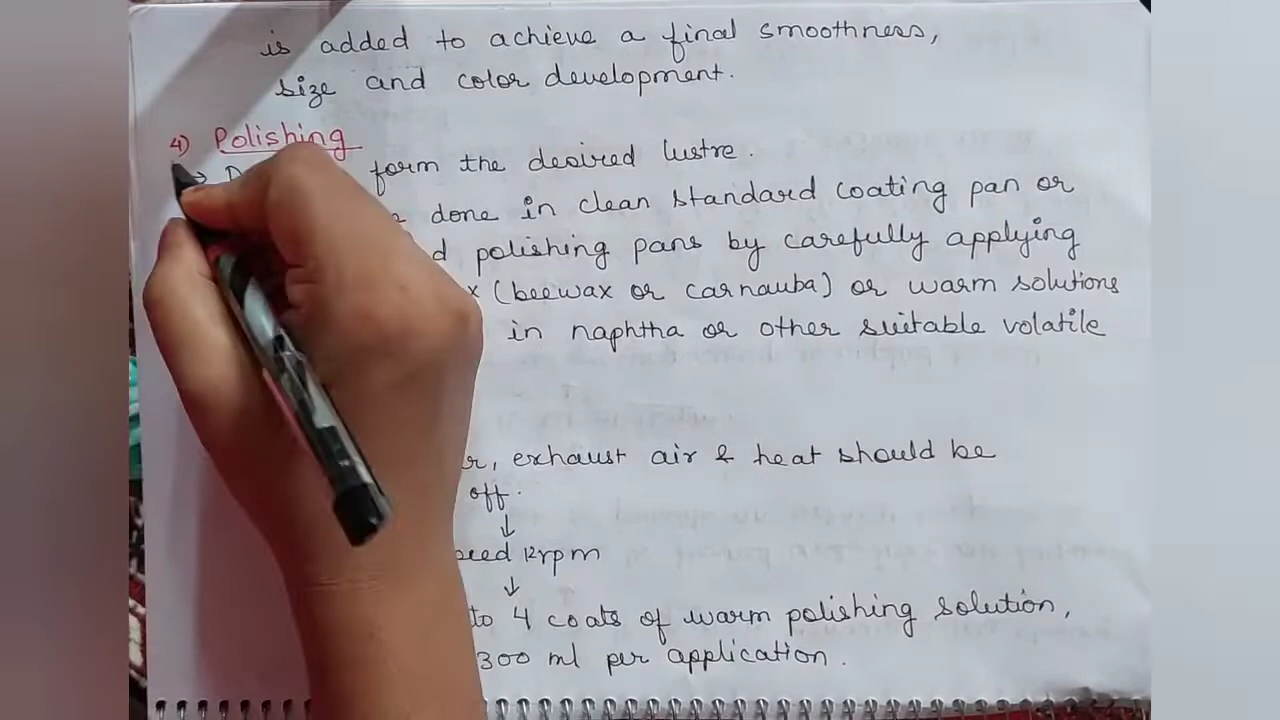 is added to achieve a final smoothness,
size and color development.
4) Polishing
→ form the desired lustre.
done in clean standard coating pan or
polishing pans by carefully applying
(beewax or carnauba) or warm solutions
in naphtha or other suitable volatile
, exhaust air & heat should be
off.
↓
12rpm
↓
to 4 coats of warm polishing solution,
300 ml per application.